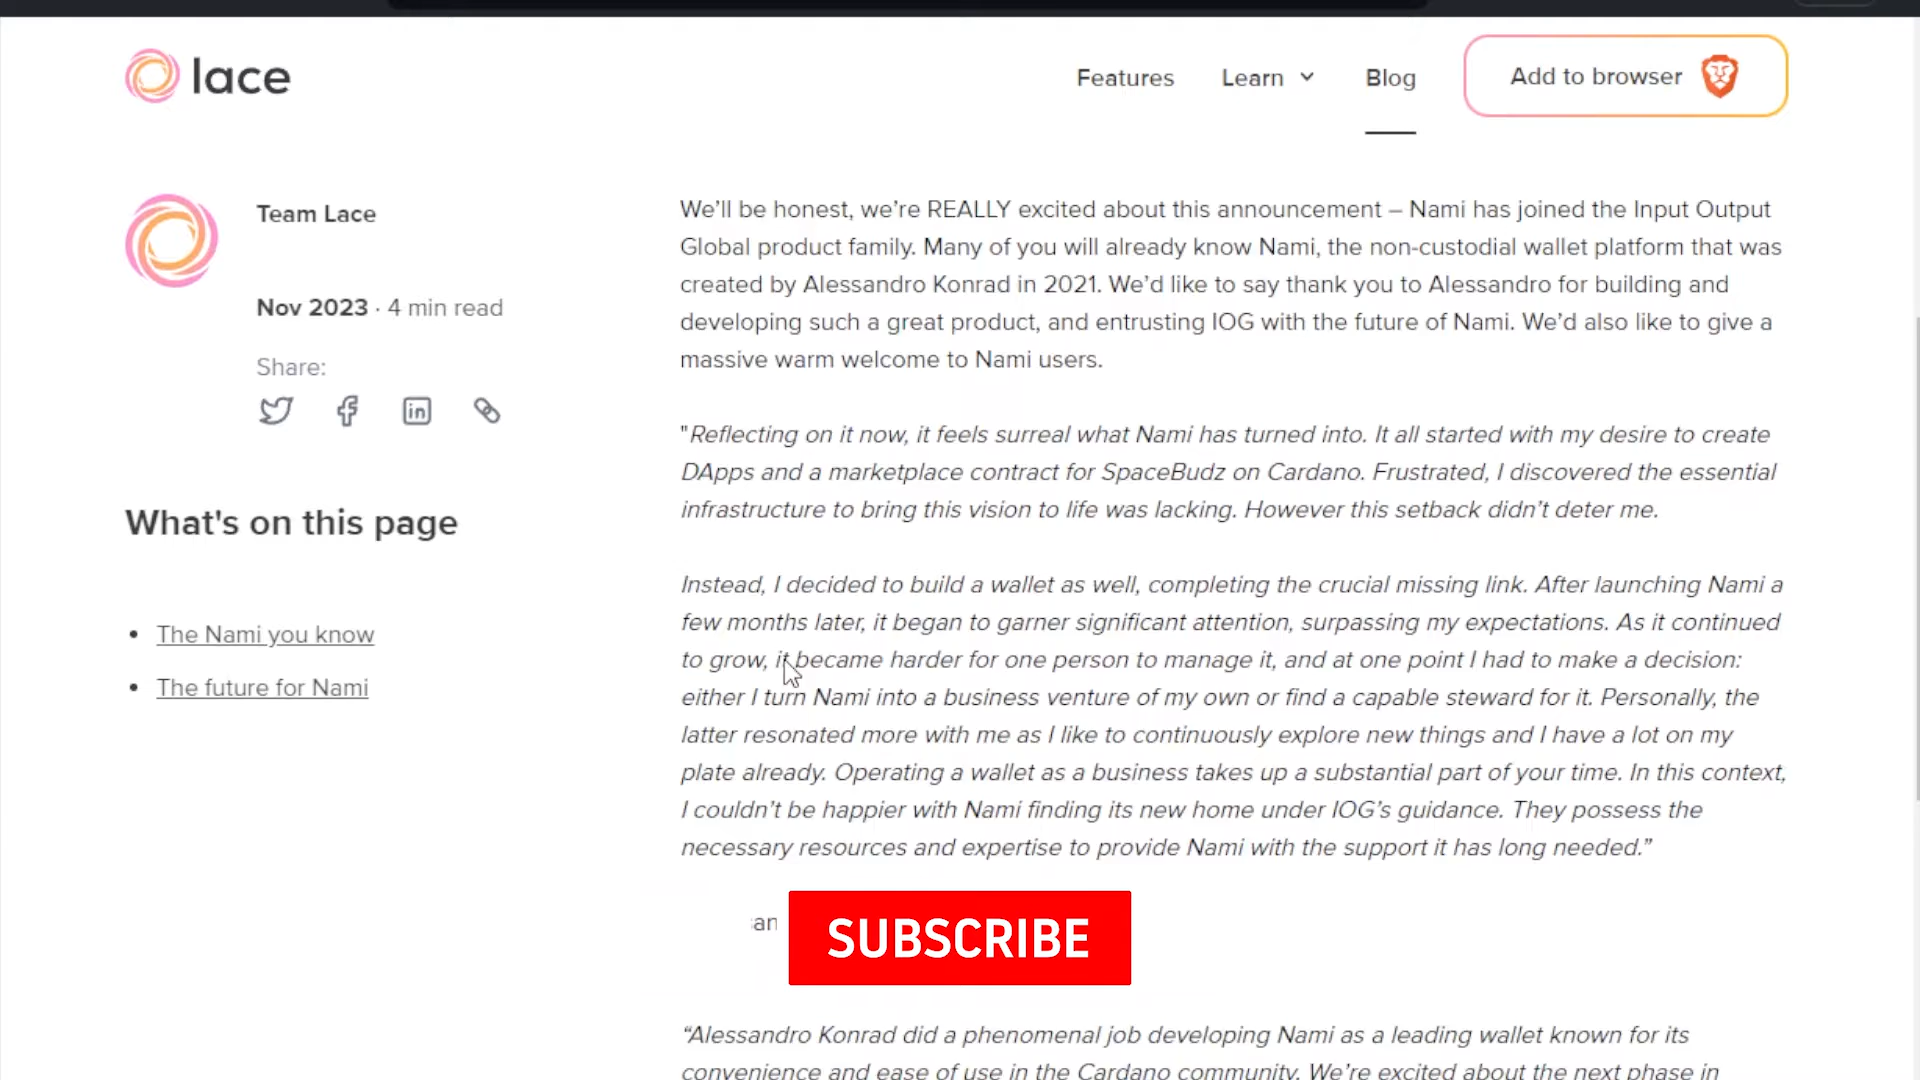 lace
Features
Learn
Blog
Add to browser
Team Lace
Nov 2023 · 4 min read
Share:
What's on this page
• The Nami you know
• The future for Nami
We'll be honest, we're REALLY excited about this announcement – Nami has joined the Input Output
Global product family. Many of you will already know Nami, the non-custodial wallet platform that was
created by Alessandro Konrad in 2021. We'd like to say thank you to Alessandro for building and
developing such a great product, and entrusting IOG with the future of Nami. We'd also like to give a
massive warm welcome to Nami users.
"Reflecting on it now, it feels surreal what Nami has turned into. It all started with my desire to create
DApps and a marketplace contract for SpaceBudz on Cardano. Frustrated, I discovered the essential
infrastructure to bring this vision to life was lacking. However this setback didn't deter me.
Instead, I decided to build a wallet as well, completing the crucial missing link. After launching Nami a
few months later, it began to garner significant attention, surpassing my expectations. As it continued
to grow, it became harder for one person to manage it, and at one point I had to make a decision:
either I turn Nami into a business venture of my own or find a capable steward for it. Personally, the
latter resonated more with me as I like to continuously explore new things and I have a lot on my
plate already. Operating a wallet as a business takes up a substantial part of your time. In this context,
I couldn't be happier with Nami finding its new home under IOG's guidance. They possess the
necessary resources and expertise to provide Nami with the support it has long needed.”
SUBSCRIBE
“Alessandro Konrad did a phenomenal job developing Nami as a leading wallet known for its
convenience and ease of use in the Cardano community. We're excited about the next phase in